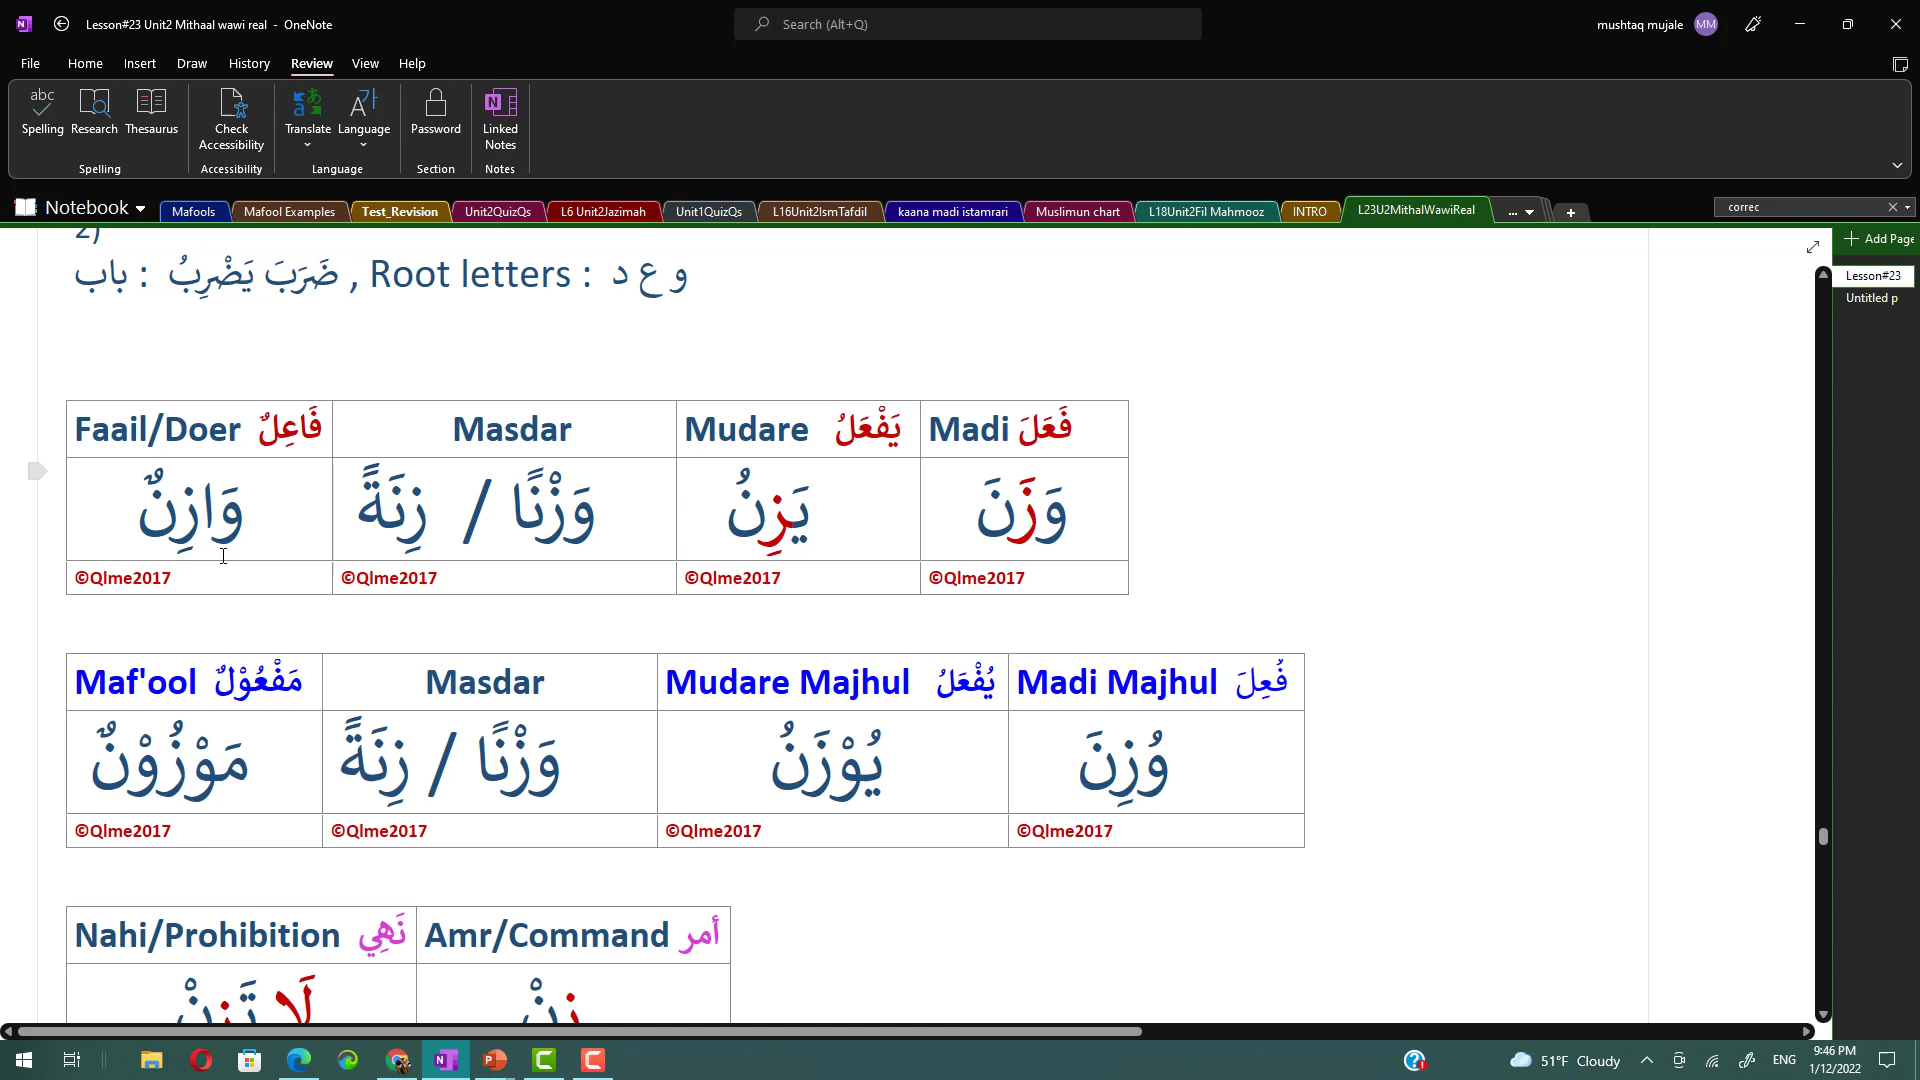 Lesson#23 Unit2 Mithaal wawi real - OneNote
Search (Alt+Q)
mushtaq mujale MM
File Home Insert Draw History Review View Help
abc
Spelling Research Thesaurus Check Accessibility Translate Language Password Linked Notes
Spelling Accessibility Language Section Notes
Notebook Mafools Mafool Examples Test_Revision Unit2QuizQs L6 Unit2Jazimah Unit1QuizQs L16Unit2IsmTafdil kaana madi istamrari Muslimun chart L18Unit2Fil Mahmooz INTRO L23U2MithalWawiReal ... + correc
+ Add Page
Lesson#23
Untitled p
2)
باب : ضَرَبَ يَضْرِبُ , Root letters : و ع د
Faail/Doer فَاعِلٌ Masdar Mudare يَفْعَلُ Madi فَعَلَ
وَازِنٌ وَزْنًا / زِنَةً يَزِنُ وَزَنَ
©Qlme2017 ©Qlme2017 ©Qlme2017 ©Qlme2017
Maf'ool مَفْعُوْلٌ Masdar Mudare Majhul يُفْعَلُ Madi Majhul فُعِلَ
مَوْزُوْنٌ وَزْنًا / زِنَةً يُوْزَنُ وُزِنَ
©Qlme2017 ©Qlme2017 ©Qlme2017 ©Qlme2017
Nahi/Prohibition نَهِي Amr/Command أمر
لَا تَزِنْ زِنْ
51°F Cloudy ENG 9:46 PM
1/12/2022